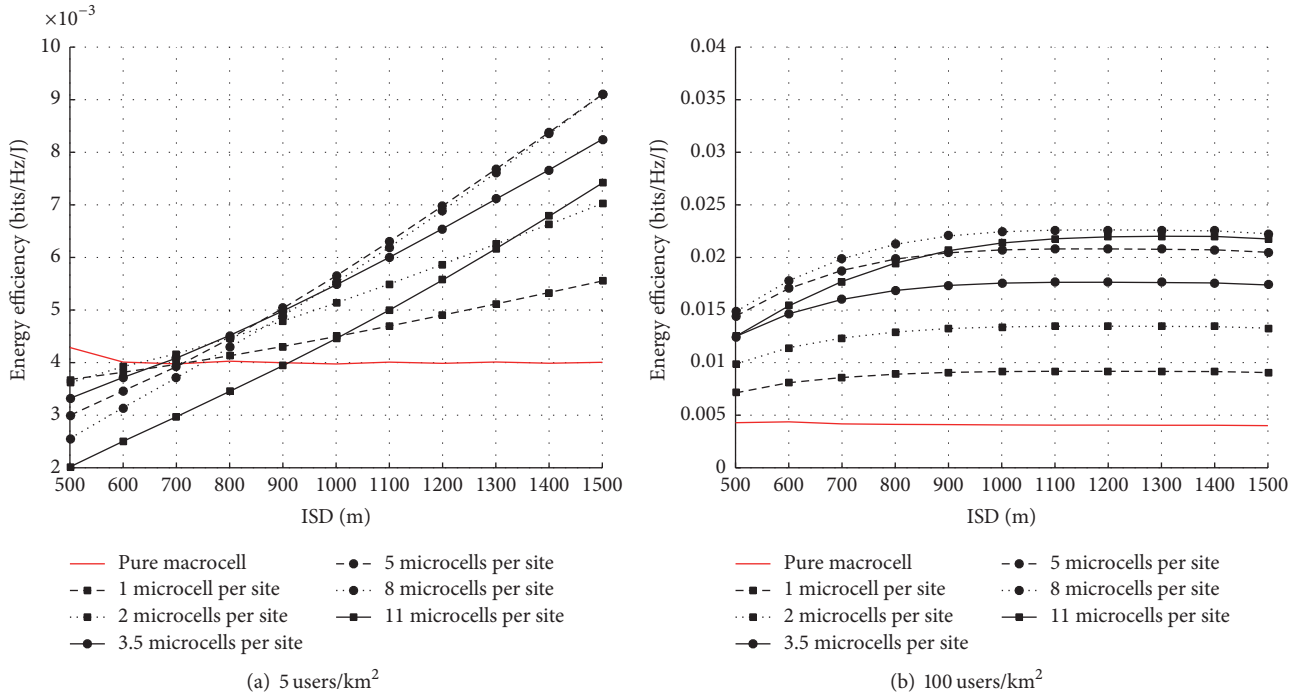 ×10⁻³
10
9
8
7
6
5
4
3
2
Energy efficiency (bits/Hz/J)
500 600 700 800 900 1000 1100 1200 1300 1400 1500
ISD (m)
Pure macrocell
1 microcell per site
2 microcells per site
3.5 microcells per site
5 microcells per site
8 microcells per site
11 microcells per site
(a) 5 users/km²
0.04
0.035
0.03
0.025
0.02
0.015
0.01
0.005
0
Energy efficiency (bits/Hz/J)
500 600 700 800 900 1000 1100 1200 1300 1400 1500
ISD (m)
Pure macrocell
1 microcell per site
2 microcells per site
3.5 microcells per site
5 microcells per site
8 microcells per site
11 microcells per site
(b) 100 users/km²